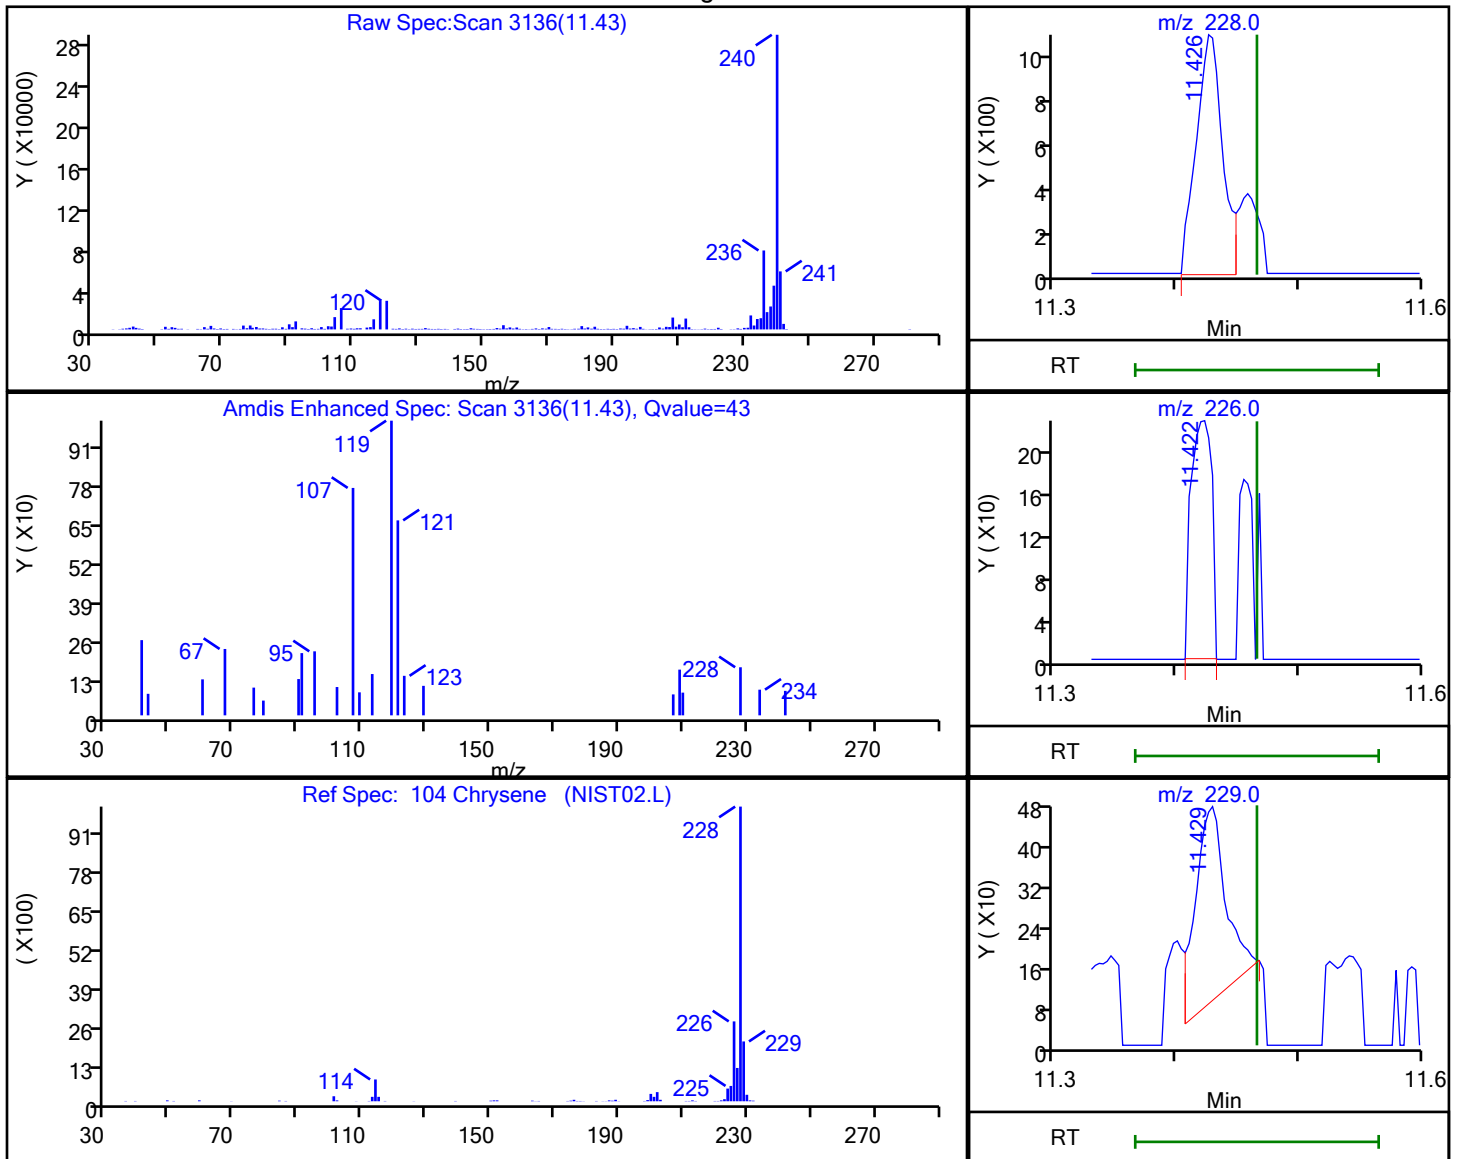 Raw Spec:Scan 3136(11.43)
Y ( X10000)
28
24
20
16
12
8
4
0
240
236
241
120
30 70 110 150 190 230 270
m/z
m/z 228.0
Y ( X100)
10
8
6
4
2
0
11.426
11.3 11.6
Min
RT
Amdis Enhanced Spec: Scan 3136(11.43), Qvalue=43
Y ( X10)
91
78
65
52
39
26
13
0
119
107
121
67
95
123
228
234
30 70 110 150 190 230 270
m/z
m/z 226.0
Y ( X10)
20
16
12
8
4
0
11.422
11.3 11.6
Min
RT
Ref Spec: 104 Chrysene (NIST02.L)
( X100)
91
78
65
52
39
26
13
0
228
226
229
225
114
30 70 110 150 190 230 270
m/z 229.0
Y ( X10)
48
40
32
24
16
8
0
11.429
11.3 11.6
Min
RT